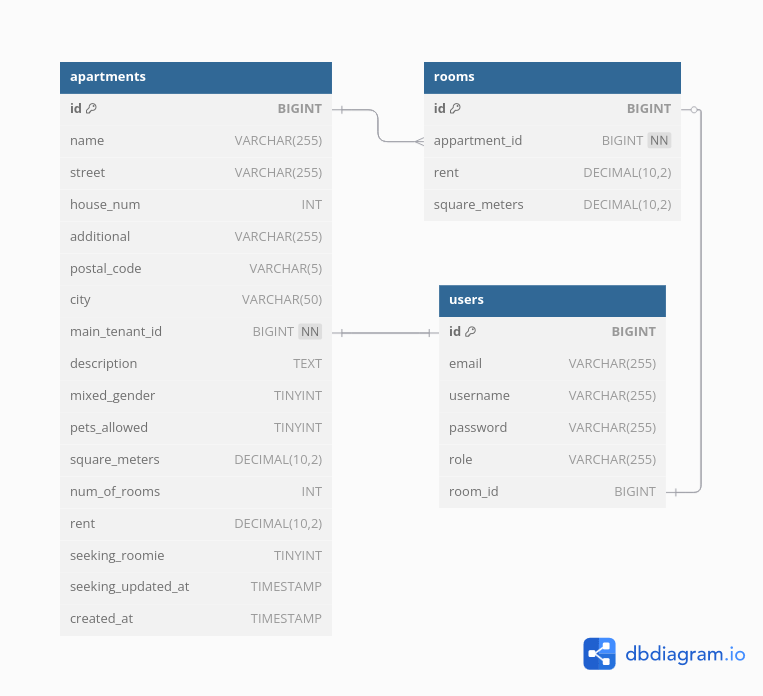 apartments
id BIGINT
name VARCHAR(255)
street VARCHAR(255)
house_num INT
additional VARCHAR(255)
postal_code VARCHAR(5)
city VARCHAR(50)
main_tenant_id BIGINT NN
description TEXT
mixed_gender TINYINT
pets_allowed TINYINT
square_meters DECIMAL(10,2)
num_of_rooms INT
rent DECIMAL(10,2)
seeking_roomie TINYINT
seeking_updated_at TIMESTAMP
created_at TIMESTAMP
rooms
id BIGINT
appartment_id BIGINT NN
rent DECIMAL(10,2)
square_meters DECIMAL(10,2)
users
id BIGINT
email VARCHAR(255)
username VARCHAR(255)
password VARCHAR(255)
role VARCHAR(255)
room_id BIGINT
dbdiagram.io